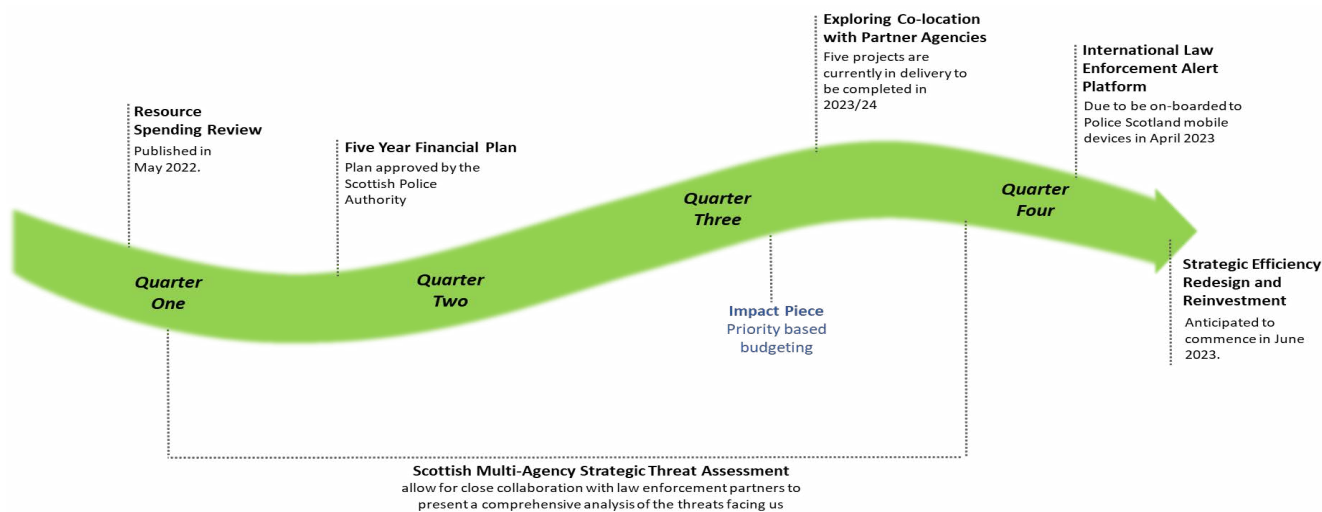 Resource
Spending Review
Published in
May 2022.
Five Year Financial Plan
Plan approved by the
Scottish Police
Authority
Exploring Co-location
with Partner Agencies
Five projects are
currently in delivery to
be completed in
2023/24
International Law
Enforcement Alert
Platform
Due to be on-boarded to
Police Scotland mobile
devices in April 2023
Quarter
One
Quarter
Two
Quarter
Three
Quarter
Four
Impact Piece
Priority based
budgeting
Strategic Efficiency
Redesign and
Reinvestment
Anticipated to
commence in June
2023.
Scottish Multi-Agency Strategic Threat Assessment
allow for close collaboration with law enforcement partners to
present a comprehensive analysis of the threats facing us